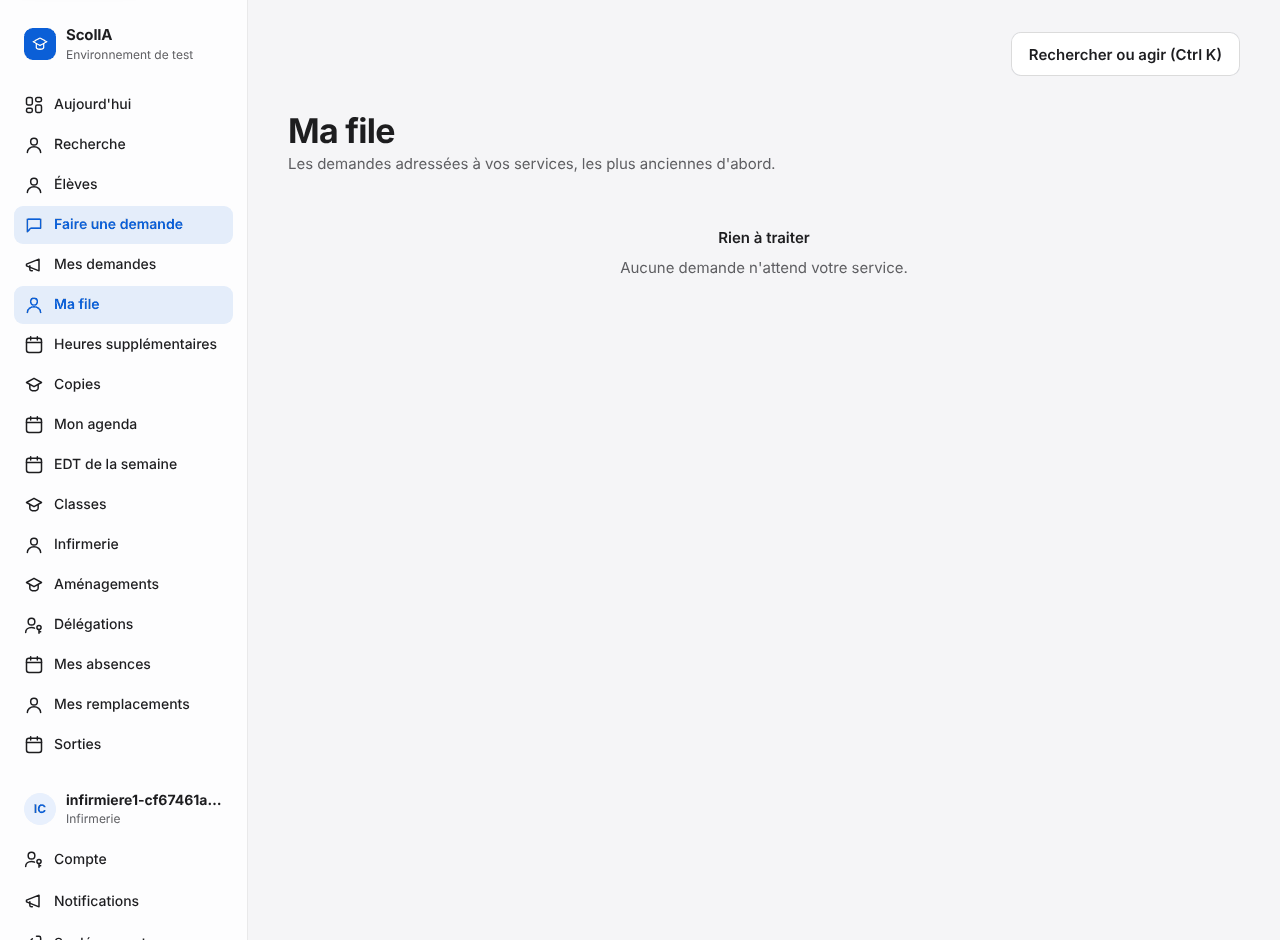 ScolIA
Environnement de test
Aujourd'hui
Recherche
Élèves
Faire une demande
Mes demandes
Ma file
Heures supplémentaires
Copies
Mon agenda
EDT de la semaine
Classes
Infirmerie
Aménagements
Délégations
Mes absences
Mes remplacements
Sorties
IC
infirmiere1-cf67461a...
Infirmerie
Compte
Notifications
Rechercher ou agir (Ctrl K)
Ma file
Les demandes adressées à vos services, les plus anciennes d'abord.
Rien à traiter
Aucune demande n'attend votre service.